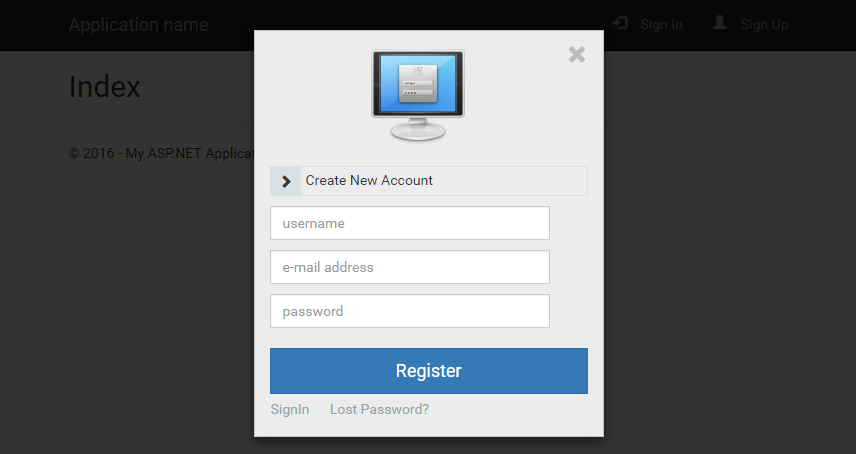 Application name Sign In Sign Up
Index
© 2016 - My ASP.NET Applicat
Create New Account
username
e-mail address
password
Register
SignIn Lost Password?